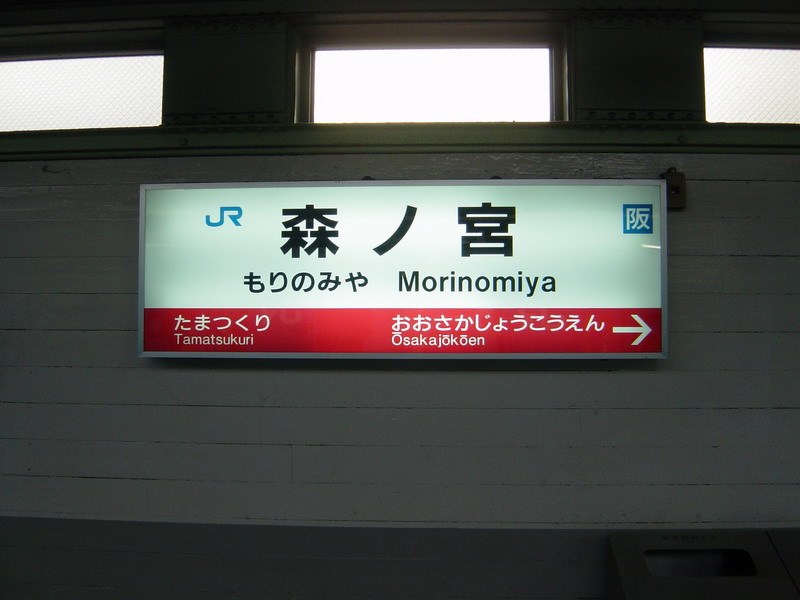 JR 森ノ宮 阪
もりのみや Morinomiya
たまつくり おおさかじょうこうえん →
Tamatsukuri Ōsakajōkōen